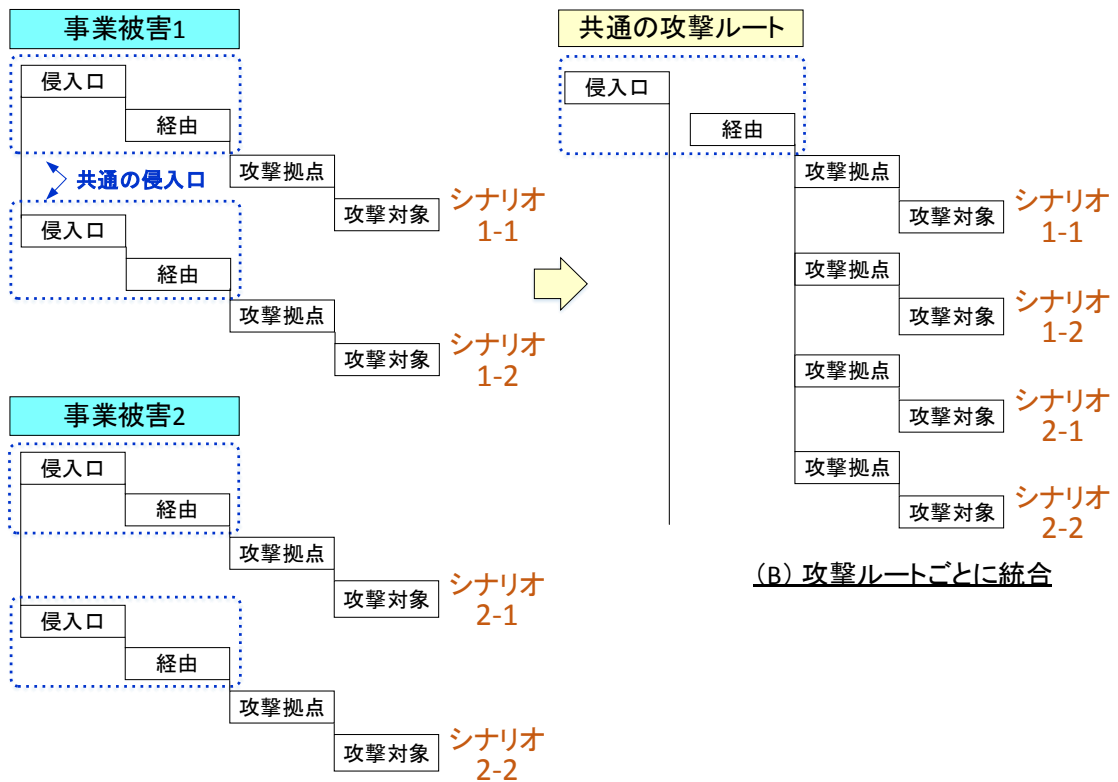 事業被害1
侵入口
経由
共通の侵入口
攻撃拠点
攻撃対象
シナリオ
1-1
侵入口
経由
攻撃拠点
攻撃対象
シナリオ
1-2
事業被害2
侵入口
経由
攻撃拠点
攻撃対象
シナリオ
2-1
侵入口
経由
攻撃拠点
攻撃対象
シナリオ
2-2
共通の攻撃ルート
侵入口
経由
攻撃拠点
攻撃対象
シナリオ
1-1
攻撃拠点
攻撃対象
シナリオ
1-2
攻撃拠点
攻撃対象
シナリオ
2-1
攻撃拠点
攻撃対象
シナリオ
2-2
(B) 攻撃ルートごとに統合